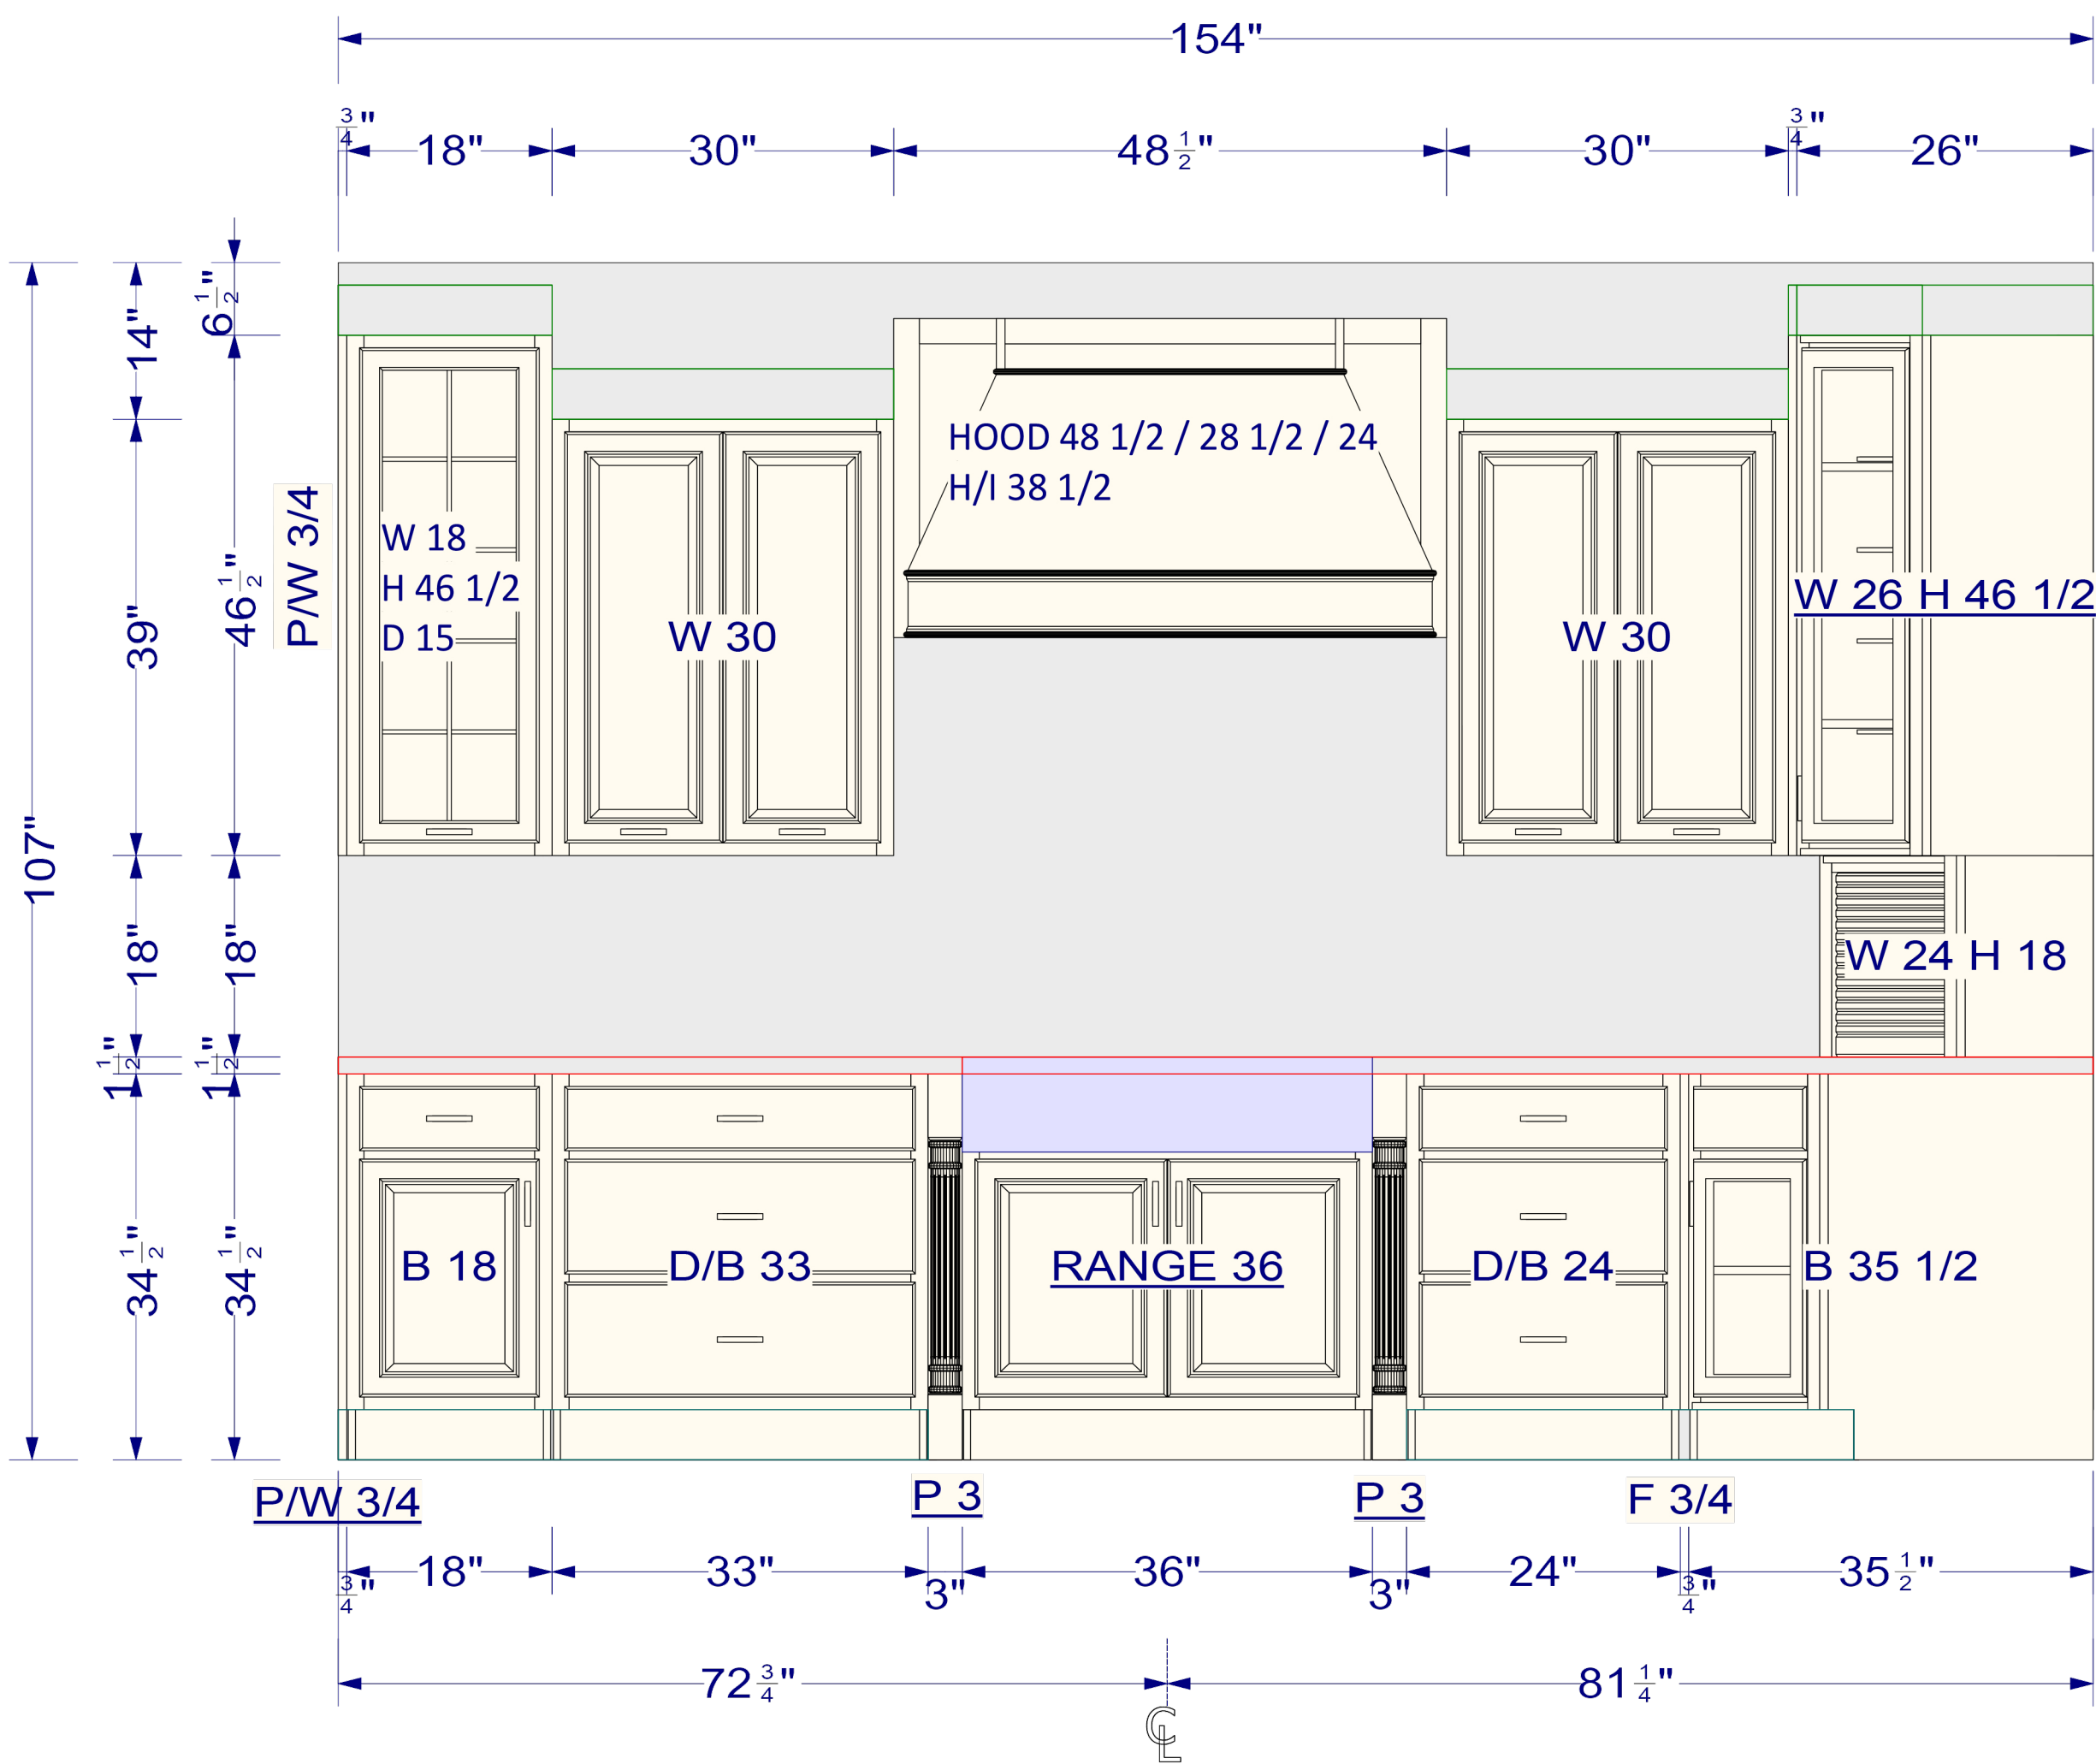 154"
3/4"
18"
30"
48 1/2"
30"
3/4"
26"
107"
14"
39"
18"
1 1/2"
34 1/2"
6 1/2"
46 1/2"
18"
1 1/2"
34 1/2"
P/W 3/4
W 18
H 46 1/2
D 15
W 30
HOOD 48 1/2 / 28 1/2 / 24
H/I 38 1/2
W 30
W 26 H 46 1/2
W 24 H 18
B 18
D/B 33
RANGE 36
D/B 24
B 35 1/2
P/W 3/4
P 3
P 3
F 3/4
3/4"
18"
33"
3"
36"
3"
24"
3/4"
35 1/2"
72 3/4"
81 1/4"
CL